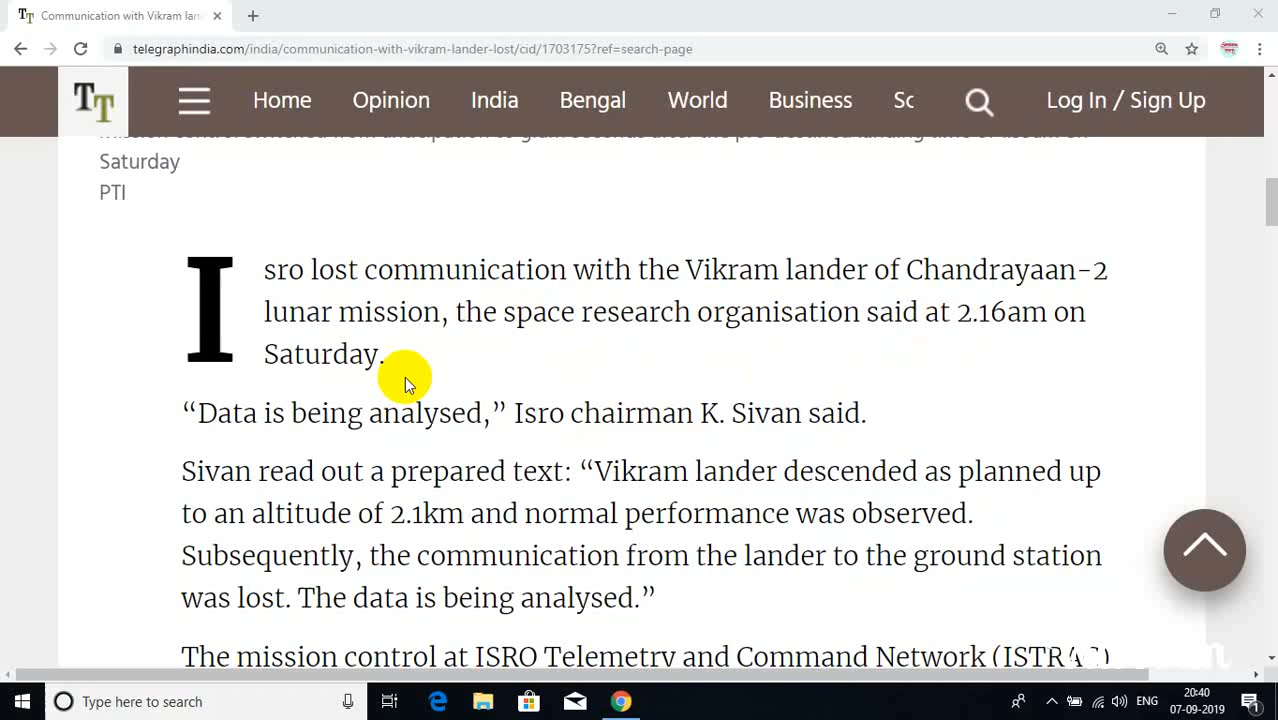 Communication with Vikram lan
telegraphindia.com/india/communication-with-vikram-lander-lost/cid/1703175?ref=search-page
TT
Home Opinion India Bengal World Business Sc Log In / Sign Up
Saturday
PTI
Isro lost communication with the Vikram lander of Chandrayaan-2
lunar mission, the space research organisation said at 2.16am on
Saturday.
“Data is being analysed,” Isro chairman K. Sivan said.
Sivan read out a prepared text: “Vikram lander descended as planned up
to an altitude of 2.1km and normal performance was observed.
Subsequently, the communication from the lander to the ground station
was lost. The data is being analysed.”
The mission control at ISRO Telemetry and Command Network (ISTRAC)
Type here to search
ENG
20:40
07-09-2019
1